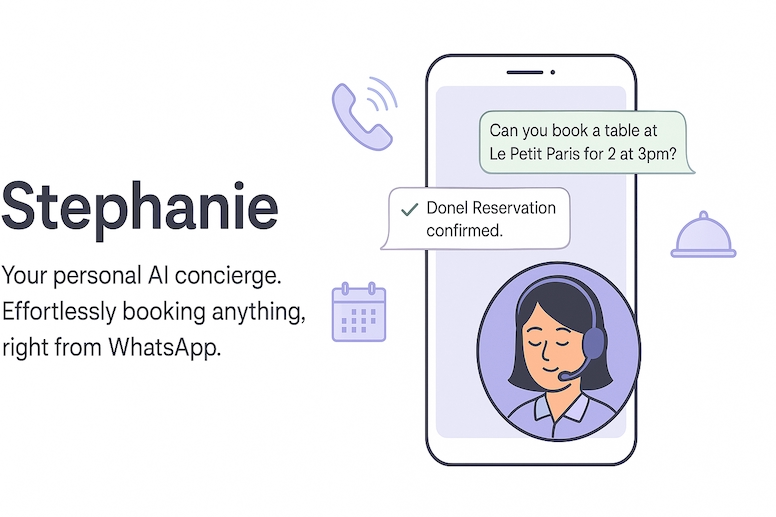 Stephanie
Your personal AI concierge.
Effortlessly booking anything,
right from WhatsApp.
Can you book a table at
Le Petit Paris for 2 at 3pm?
Donel Reservation
confirmed.